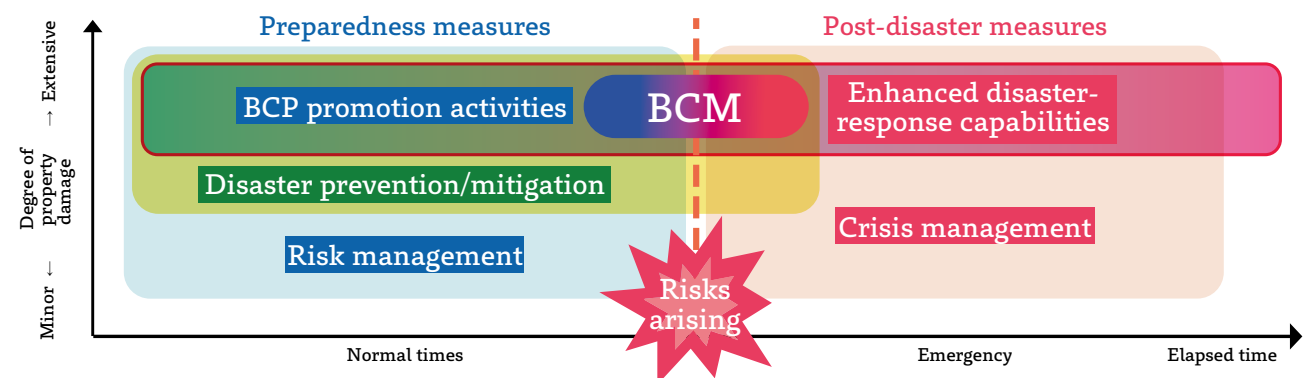 Preparedness measures
Post-disaster measures
Minor ← Degree of property damage → Extensive
BCP promotion activities
BCM
Enhanced disaster-
response capabilities
Disaster prevention/mitigation
Crisis management
Risk management
Risks
arising
Normal times
Emergency
Elapsed time